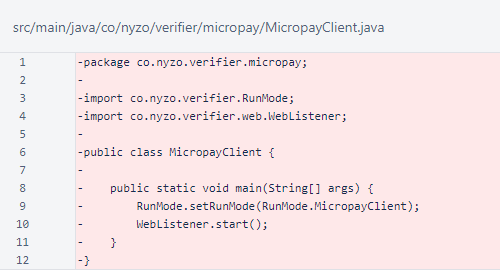 src/main/java/co/nyzo/verifier/micropay/MicropayClient.java
1 -package co.nyzo.verifier.micropay;
2 -
3 -import co.nyzo.verifier.RunMode;
4 -import co.nyzo.verifier.web.WebListener;
5 -
6 -public class MicropayClient {
7 -
8 -    public static void main(String[] args) {
9 -        RunMode.setRunMode(RunMode.MicropayClient);
10 -        WebListener.start();
11 -    }
12 -}